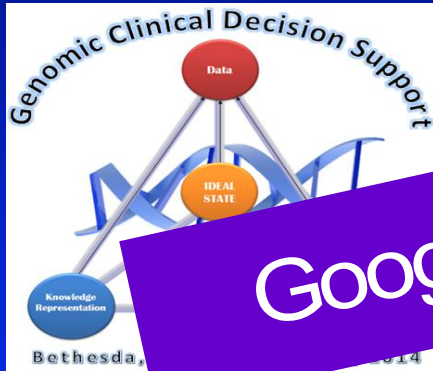 Genomic Clinical Decision Support
Data
IDEAL
STATE
Knowledge
Representation
Goog
Bethesda, 2014